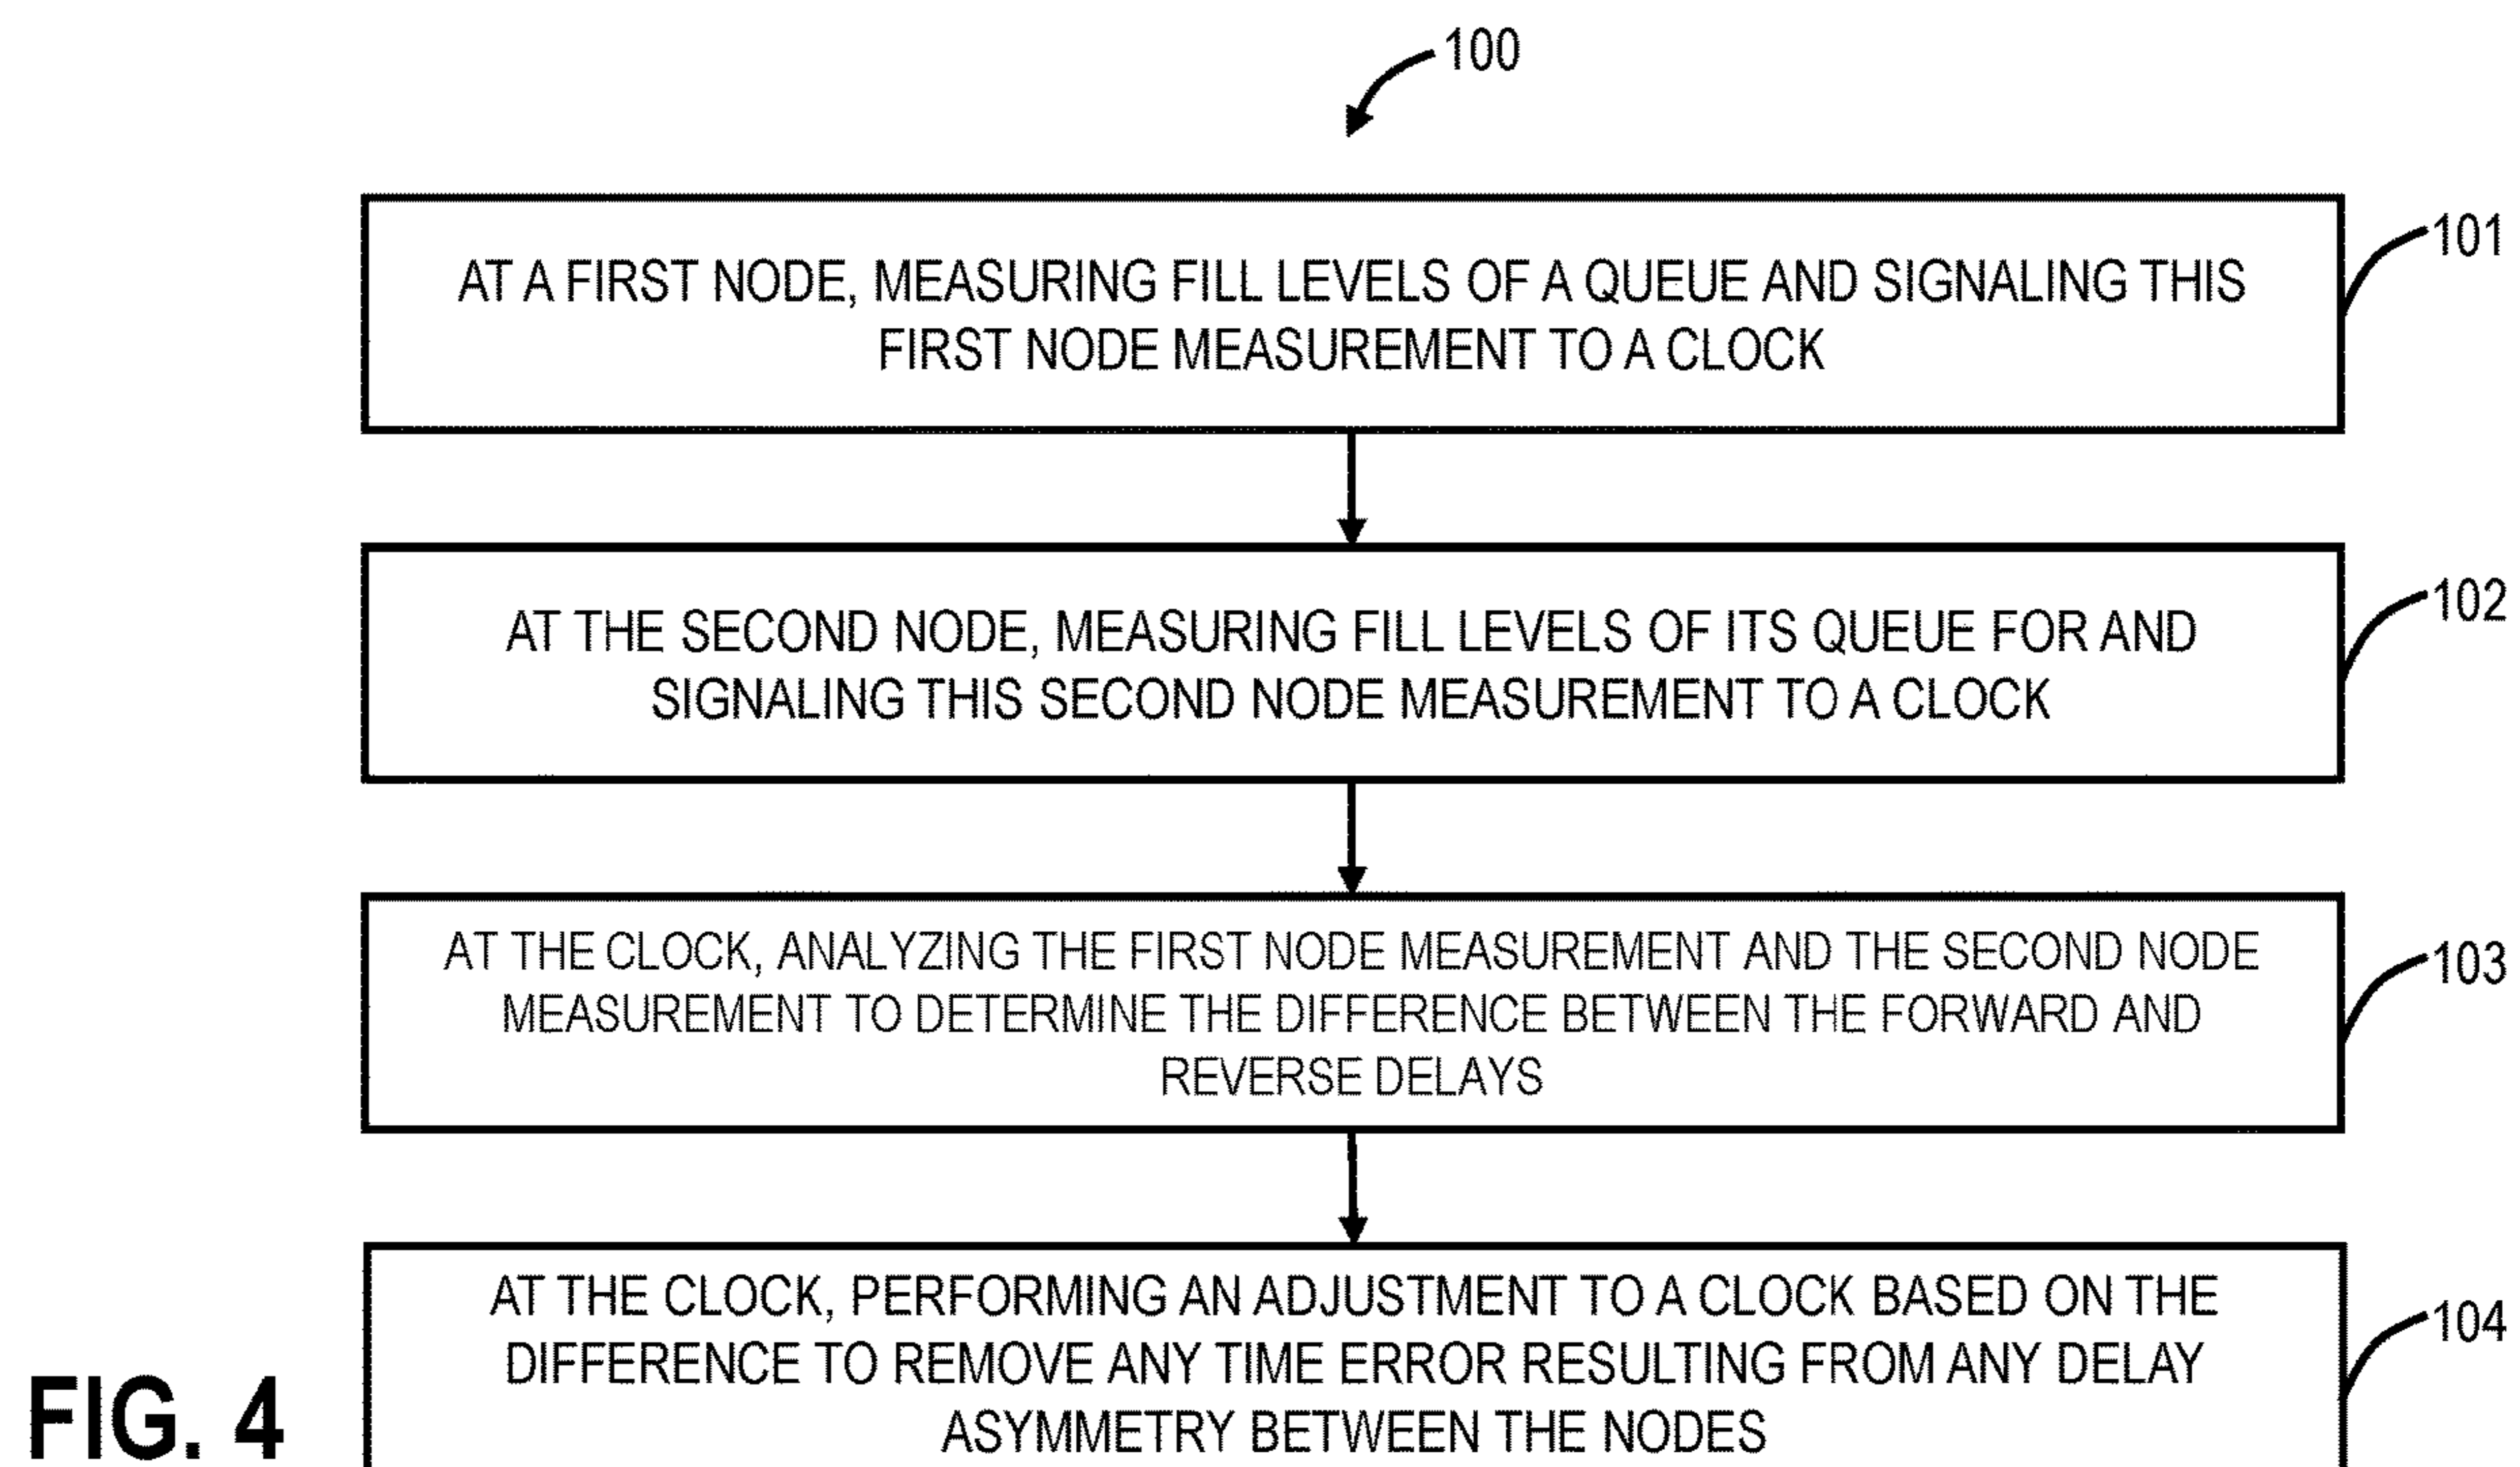 100
AT A FIRST NODE, MEASURING FILL LEVELS OF A QUEUE AND SIGNALING THIS
FIRST NODE MEASUREMENT TO A CLOCK
101
AT THE SECOND NODE, MEASURING FILL LEVELS OF ITS QUEUE FOR AND
SIGNALING THIS SECOND NODE MEASUREMENT TO A CLOCK
102
AT THE CLOCK, ANALYZING THE FIRST NODE MEASUREMENT AND THE SECOND NODE
MEASUREMENT TO DETERMINE THE DIFFERENCE BETWEEN THE FORWARD AND
REVERSE DELAYS
103
AT THE CLOCK, PERFORMING AN ADJUSTMENT TO A CLOCK BASED ON THE
DIFFERENCE TO REMOVE ANY TIME ERROR RESULTING FROM ANY DELAY
ASYMMETRY BETWEEN THE NODES
104
FIG. 4